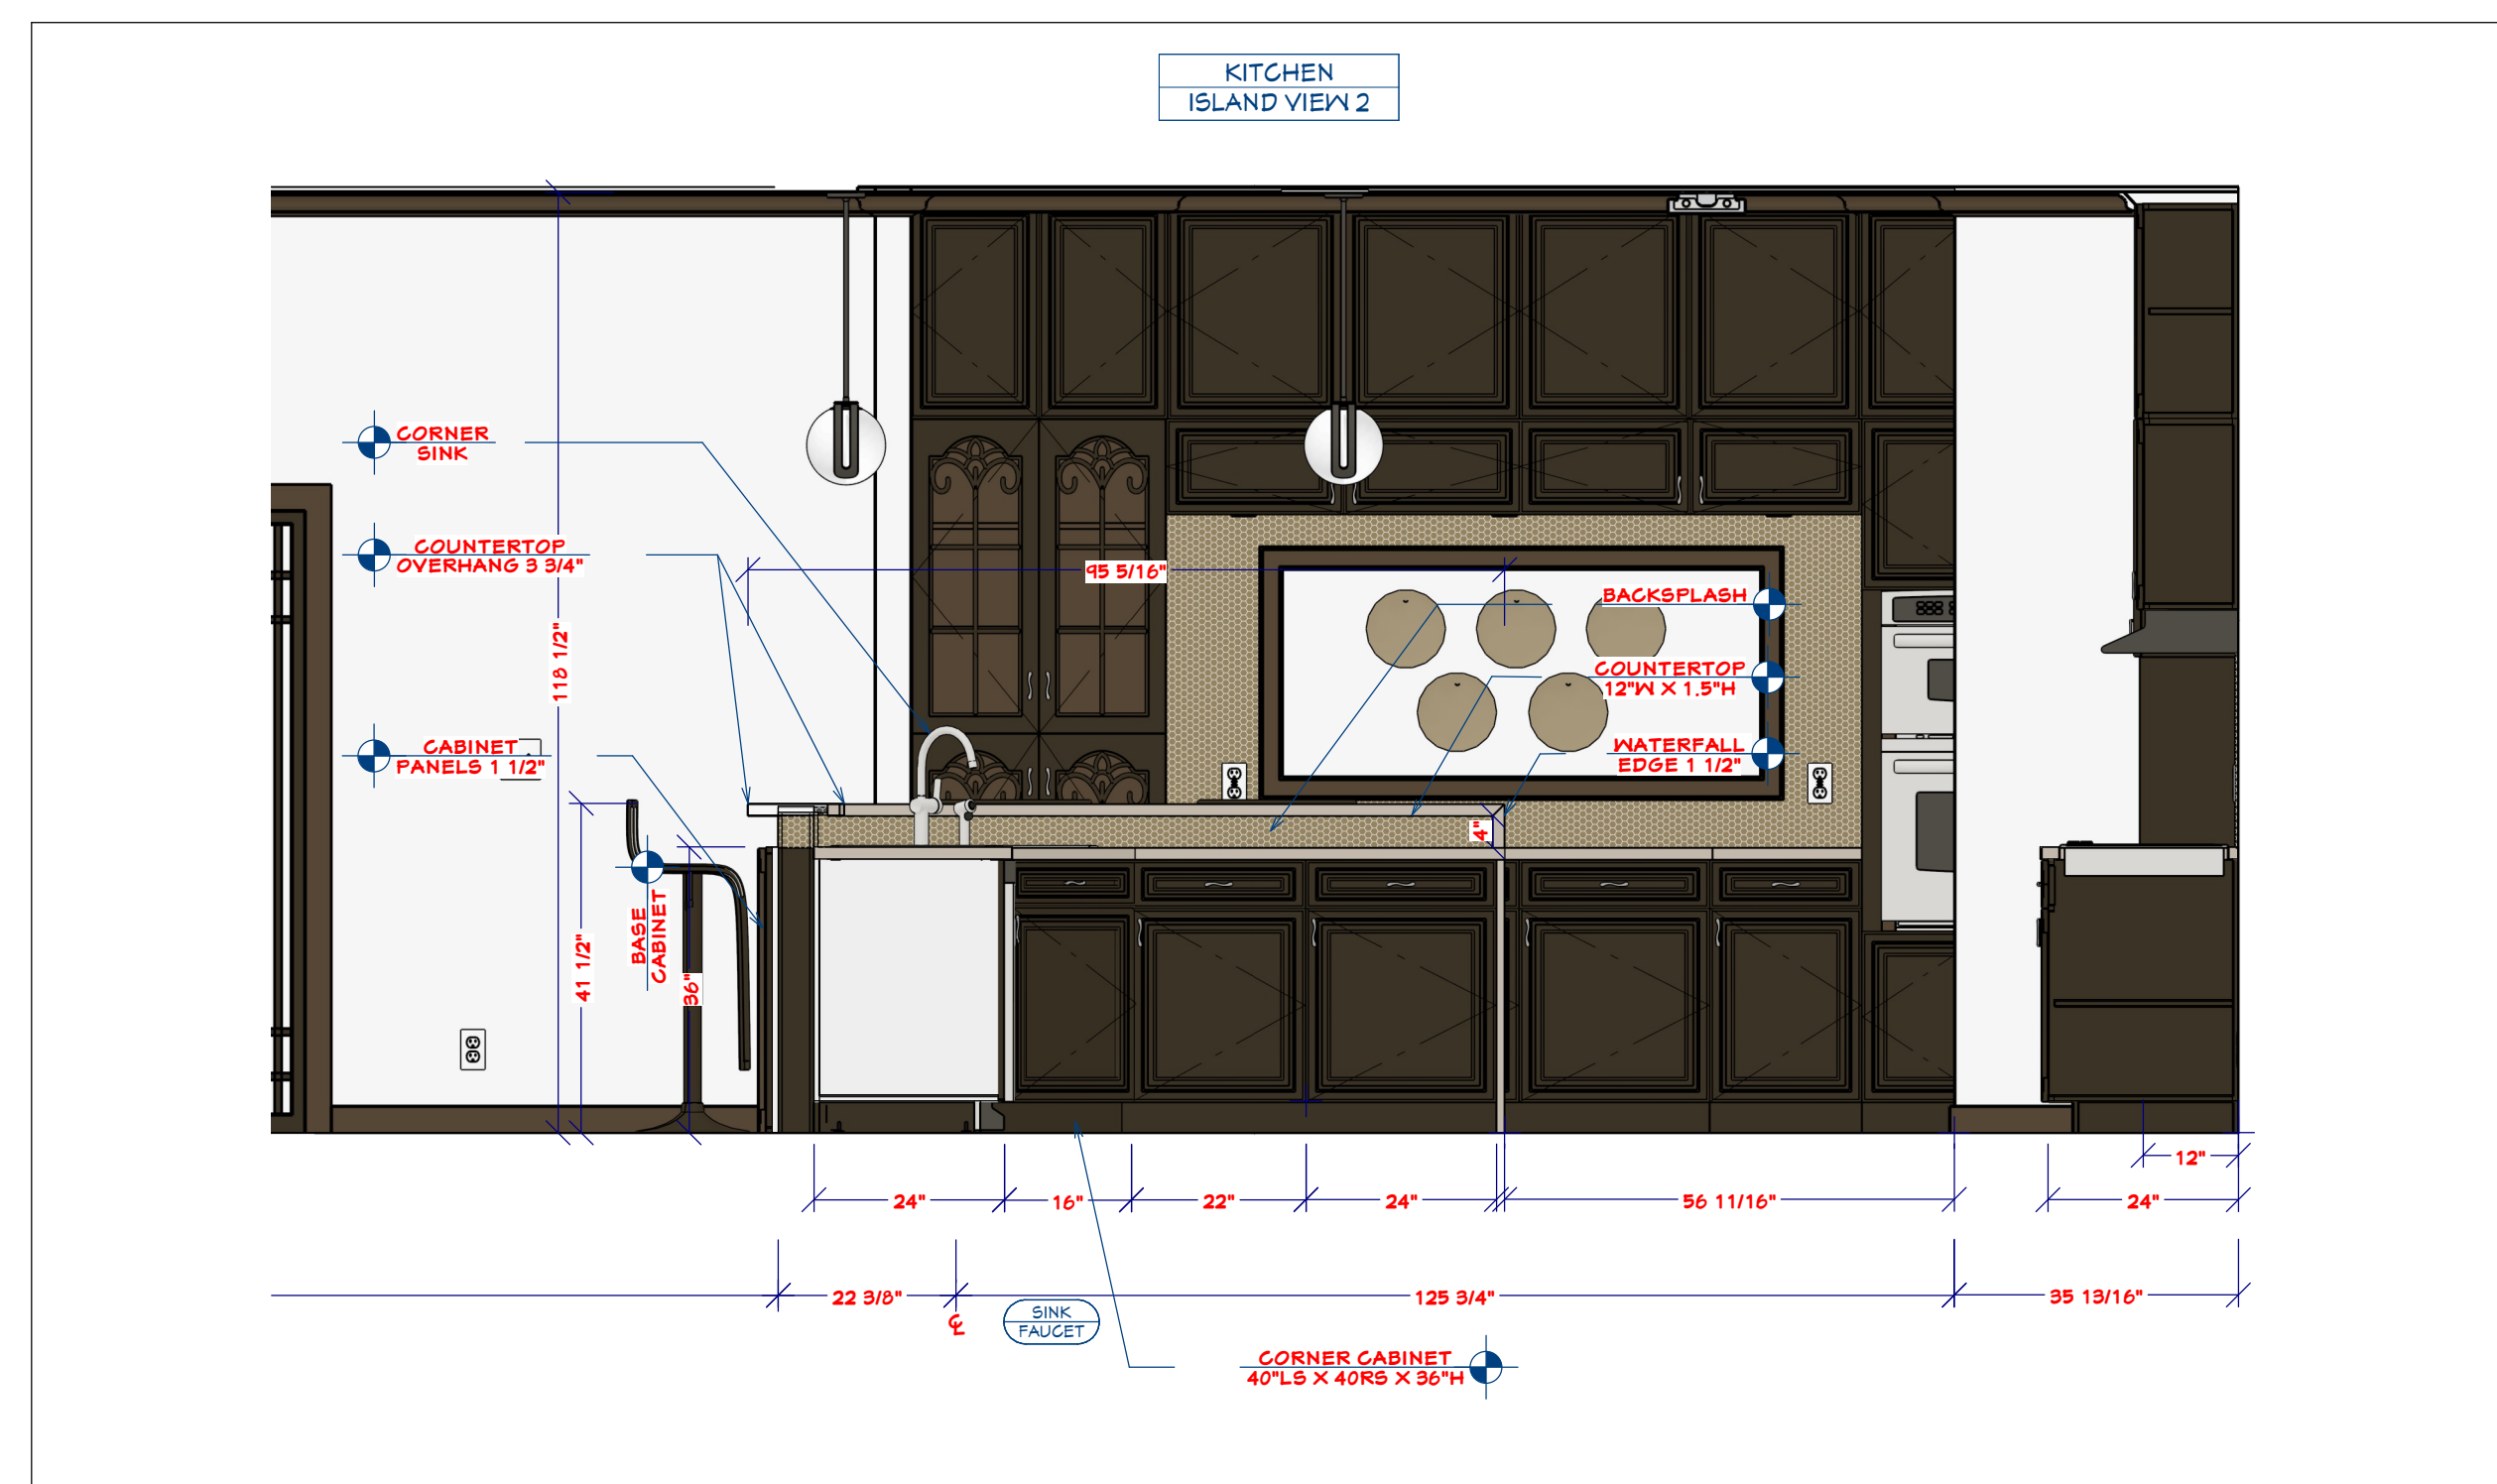 KITCHEN
ISLAND VIEW 2
CORNER
SINK
COUNTERTOP
OVERHANG 3 3/4"
95 5/16"
BACKSPLASH
118 1/2"
COUNTERTOP
12"W X 1.5"H
CABINET
PANELS 1 1/2"
WATERFALL
EDGE 1 1/2"
4"
BASE
CABINET
41 1/2"
36"
12"
24"
16"
22"
24"
56 11/16"
24"
22 3/8"
125 3/4"
35 13/16"
SINK
FAUCET
CORNER CABINET
40"LS X 40RS X 36"H